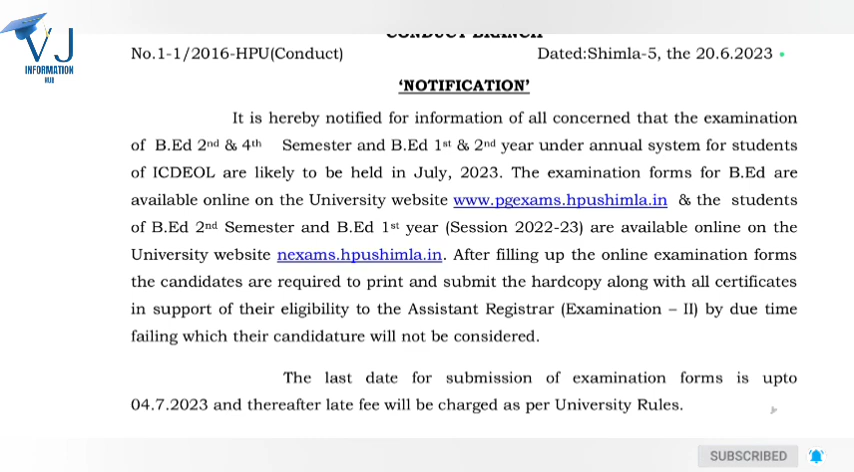 CONDUCT BRANCH
VJ
INFORMATION
HUB
No.1-1/2016-HPU(Conduct) Dated:Shimla-5, the 20.6.2023
‘NOTIFICATION’
It is hereby notified for information of all concerned that the examination
of B.Ed 2nd & 4th Semester and B.Ed 1st & 2nd year under annual system for students
of ICDEOL are likely to be held in July, 2023. The examination forms for B.Ed are
available online on the University website www.pgexams.hpushimla.in & the students
of B.Ed 2nd Semester and B.Ed 1st year (Session 2022-23) are available online on the
University website nexams.hpushimla.in. After filling up the online examination forms
the candidates are required to print and submit the hardcopy along with all certificates
in support of their eligibility to the Assistant Registrar (Examination – II) by due time
failing which their candidature will not be considered.
The last date for submission of examination forms is upto
04.7.2023 and thereafter late fee will be charged as per University Rules.
SUBSCRIBED